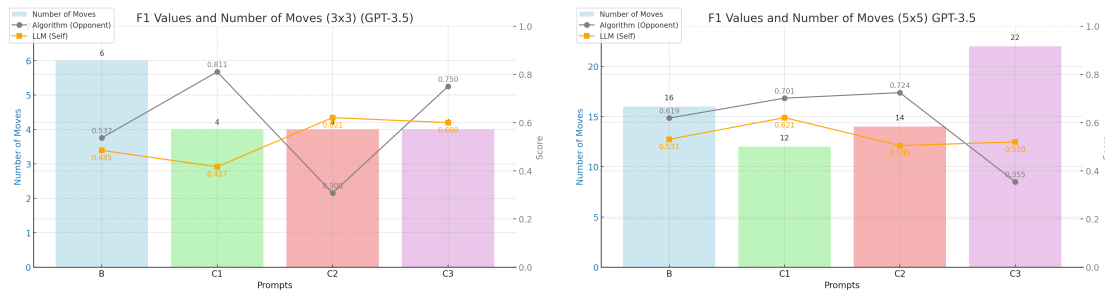 F1 Values and Number of Moves (3x3) (GPT-3.5)
Number of Moves
Algorithm (Opponent)
LLM (Self)
Number of Moves
0
1
2
3
4
5
6
6
4
4
0.537
0.811
0.308
0.750
0.485
0.417
0.621
0.600
B
C1
C2
C3
Prompts
0.0
0.2
0.4
0.6
0.8
1.0
Score
F1 Values and Number of Moves (5x5) GPT-3.5
Number of Moves
Algorithm (Opponent)
LLM (Self)
Number of Moves
0
5
10
15
20
16
12
14
22
0.619
0.701
0.724
0.355
0.531
0.621
0.520
B
C1
C2
C3
Prompts
0.0
0.2
0.4
0.6
0.8
1.0